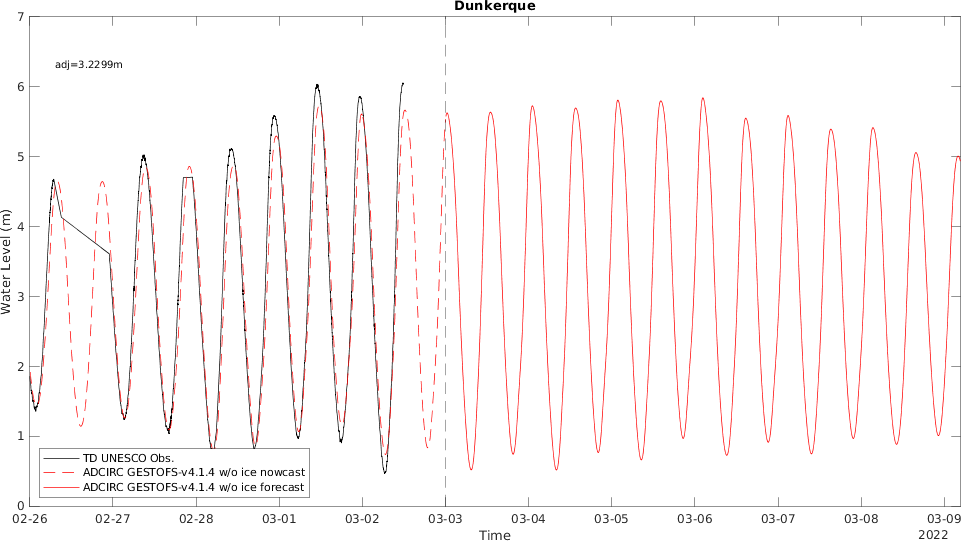 Dunkerque
adj=3.2299m
7
6
5
4
3
2
1
0
Water Level (m)
TD UNESCO Obs.
ADCIRC GESTOFS-v4.1.4 w/o ice nowcast
ADCIRC GESTOFS-v4.1.4 w/o ice forecast
02-26 02-27 02-28 03-01 03-02 03-03 03-04 03-05 03-06 03-07 03-08 03-09
Time
2022